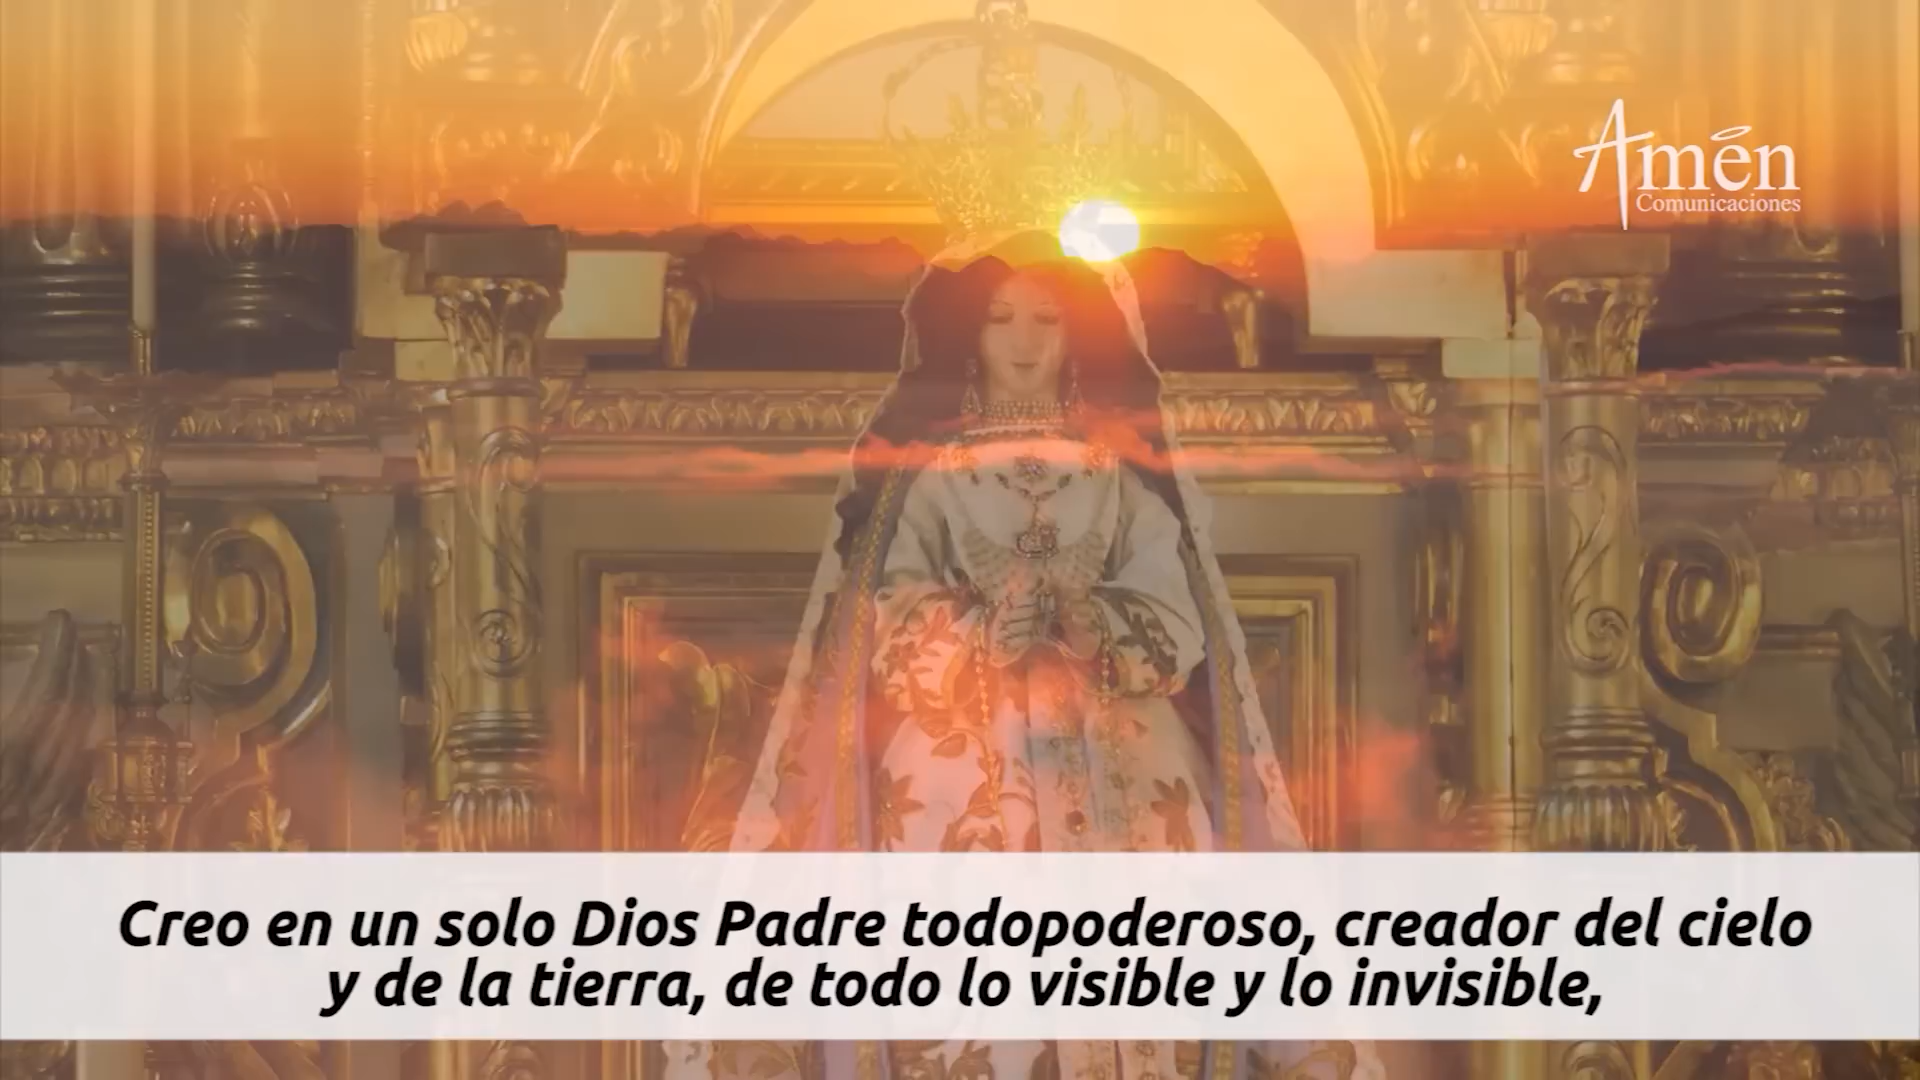 Amén
Comunicaciones
Creo en un solo Dios Padre todopoderoso, creador del cielo
y de la tierra, de todo lo visible y lo invisible,